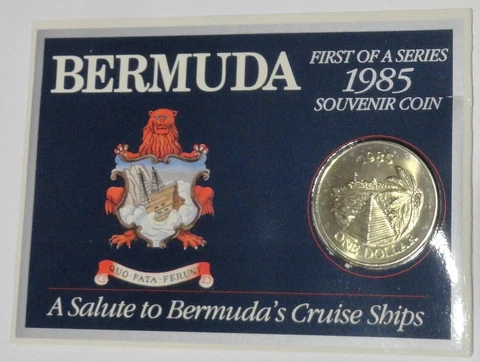 BERMUDA
FIRST OF A SERIES
1985
SOUVENIR COIN
1985
ONE DOLLAR
QUO FATA FERUNT
A Salute to Bermuda's Cruise Ships